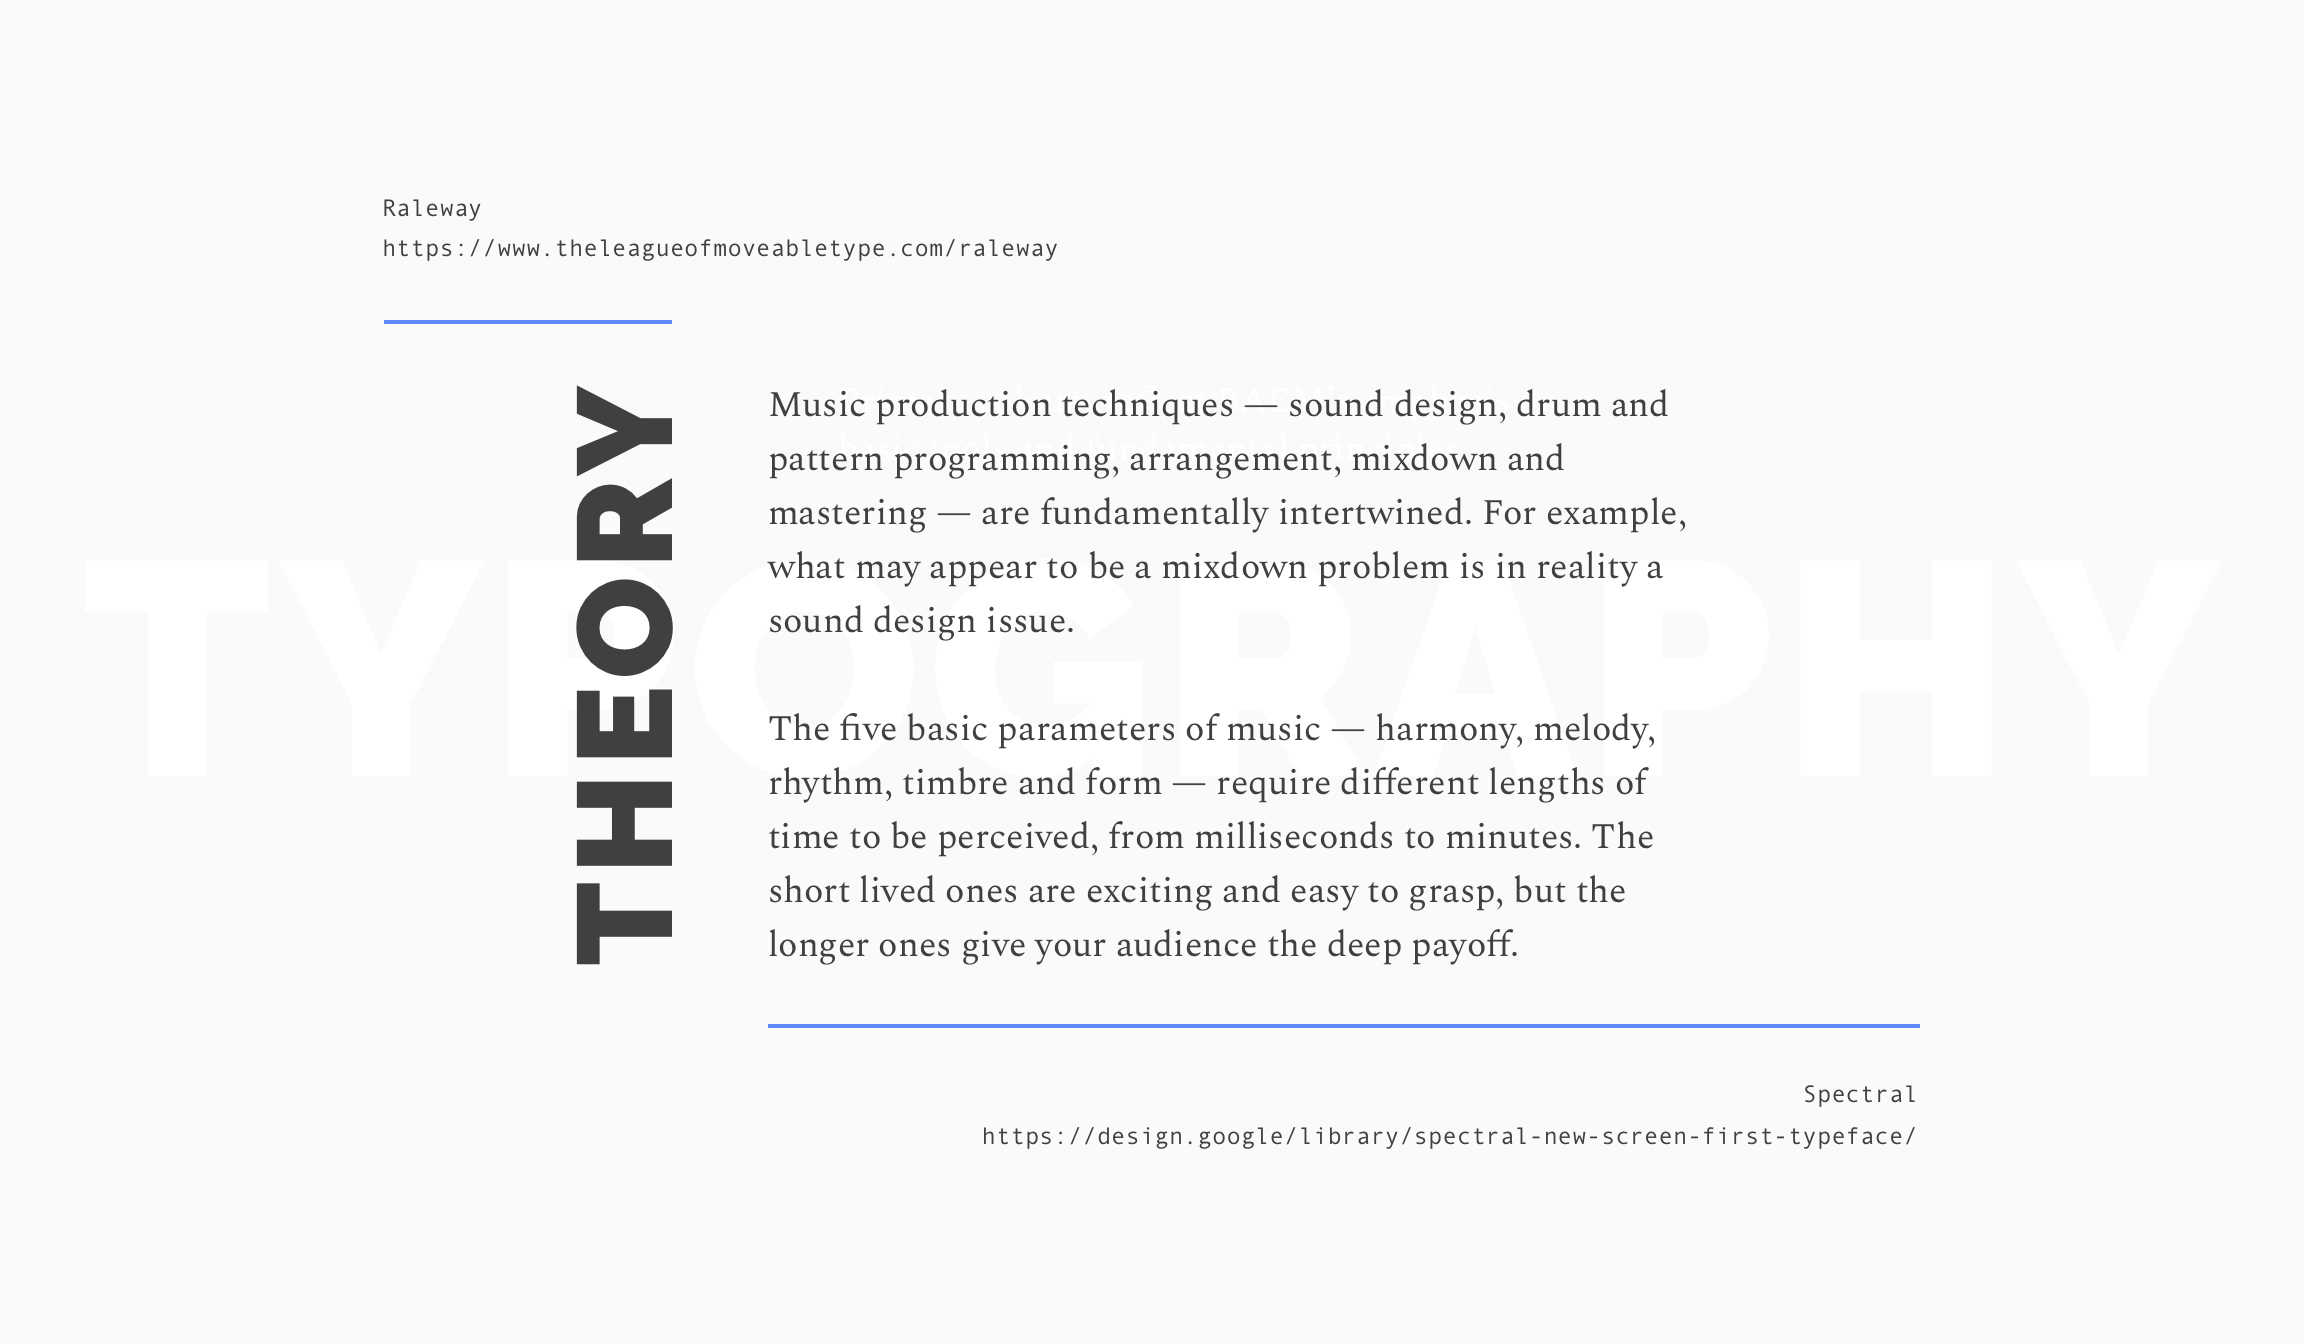 Raleway
https://www.theleagueofmoveabletype.com/raleway
THEORY
Music production techniques — sound design, drum and
pattern programming, arrangement, mixdown and
mastering — are fundamentally intertwined. For example,
what may appear to be a mixdown problem is in reality a
sound design issue.
The five basic parameters of music — harmony, melody,
rhythm, timbre and form — require different lengths of
time to be perceived, from milliseconds to minutes. The
short lived ones are exciting and easy to grasp, but the
longer ones give your audience the deep payoff.
TYPOGRAPHY
Spectral
https://design.google/library/spectral-new-screen-first-typeface/